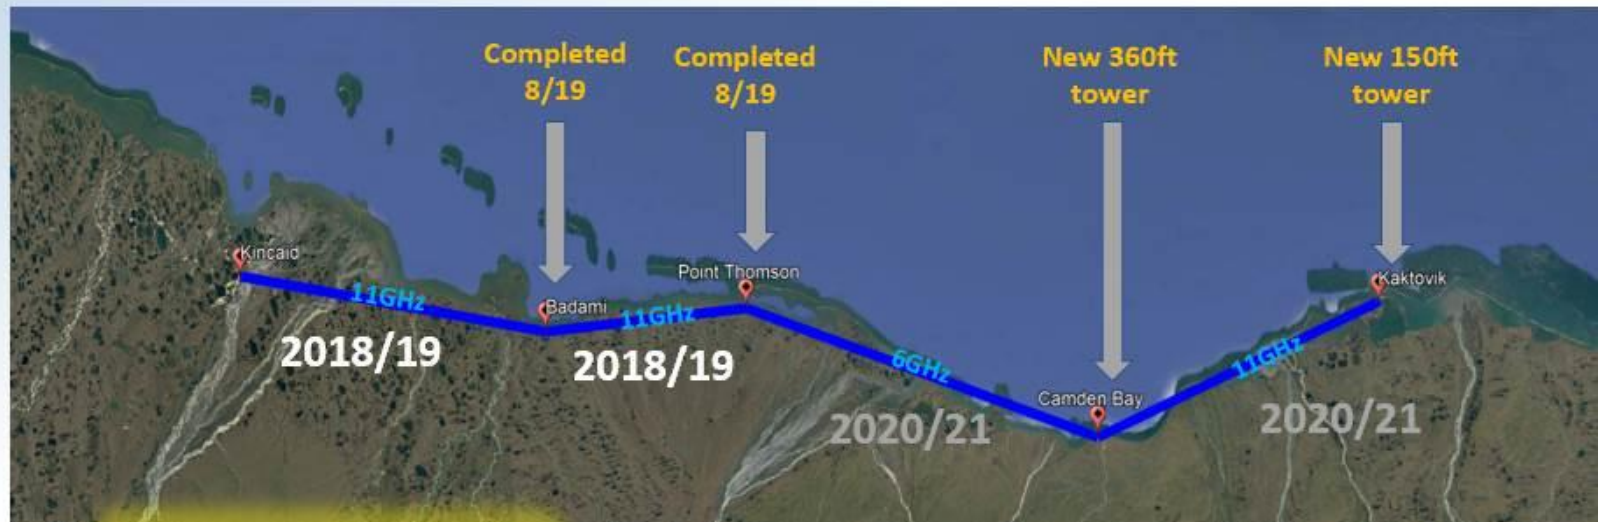 Completed
8/19
Completed
8/19
New 360ft
tower
New 150ft
tower
Kincaid
Badami
Point Thomson
Camden Bay
Kaktovik
11GHz
11GHz
6GHz
11GHz
2018/19
2018/19
2020/21
2020/21